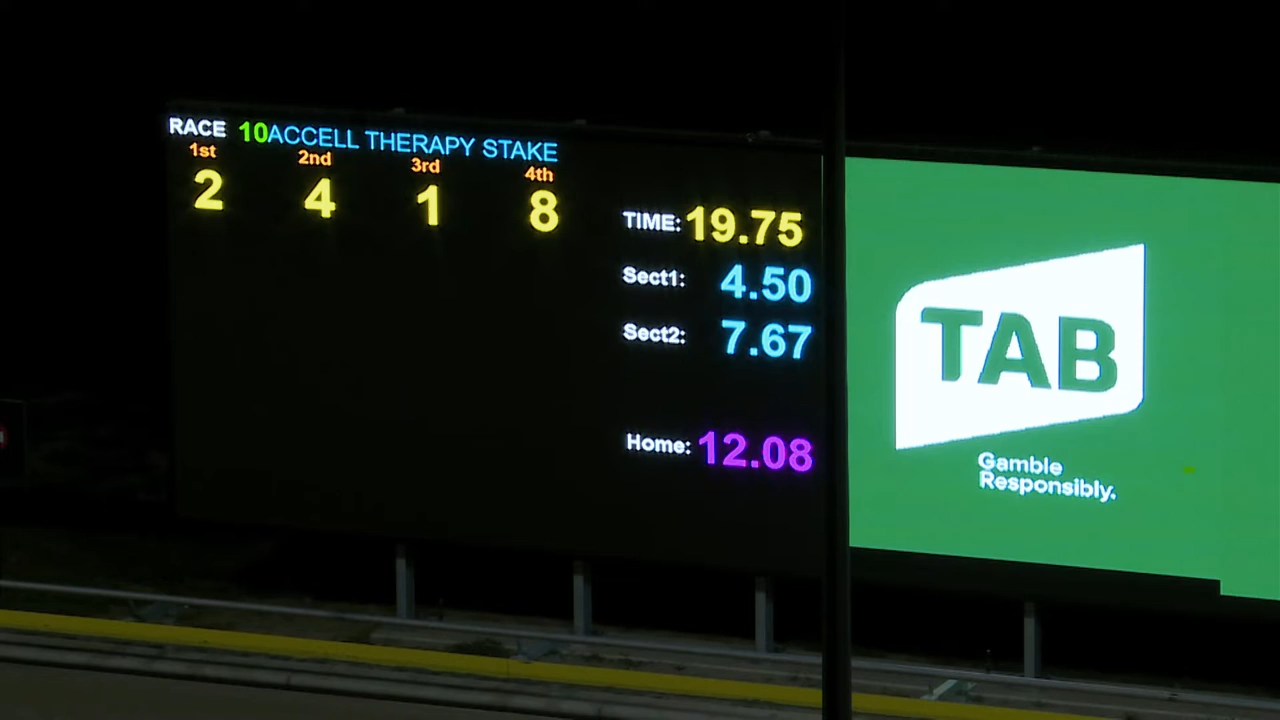 RACE 10ACCELL THERAPY STAKE
1st 2nd 3rd 4th
2 4 1 8
TIME: 19.75
Sect1: 4.50
Sect2: 7.67
Home: 12.08
TAB
Gamble
Responsibly.